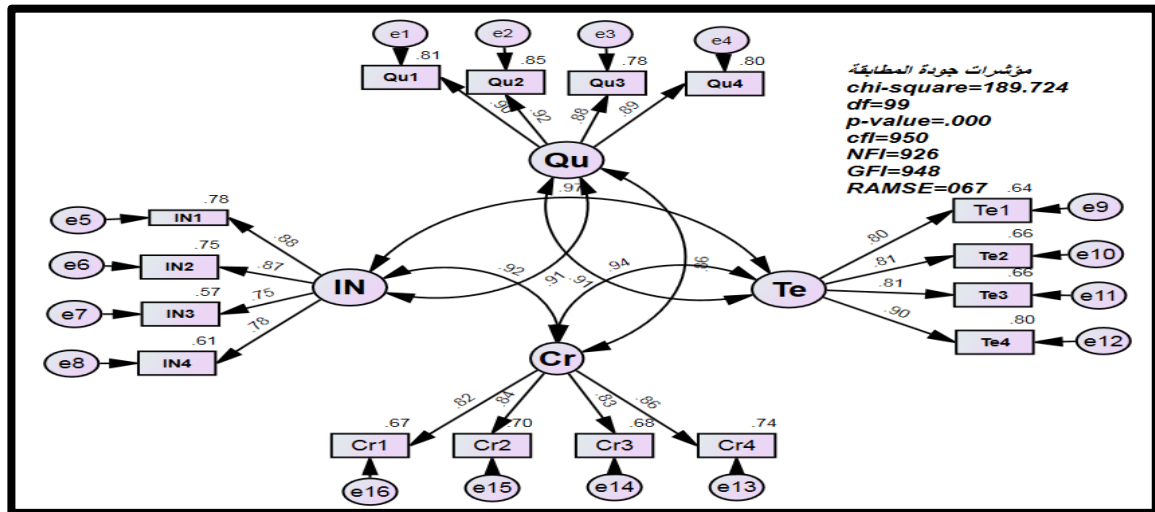 e1 e2 e3 e4
.81 .85 .78 .80
Qu1 Qu2 Qu3 Qu4
.90 .92 .88 .89
Qu
مؤشرات جودة المطابقة
chi-square=189.724
df=99
p-value=.000
cfI=950
NFI=926
GFI=948
RAMSE=067
.97
e5 .78 IN1 .88
e6 .75 IN2 .87
e7 .57 IN3 .75
e8 .61 IN4 .78
IN
.92 .91 .91 .94
Te
.80 .64 Te1 e9
.81 .66 Te2 e10
.81 .66 Te3 e11
.90 .80 Te4 e12
Cr
.82 .84 .83 .86
.67 .70 .68 .74
Cr1 Cr2 Cr3 Cr4
e16 e15 e14 e13